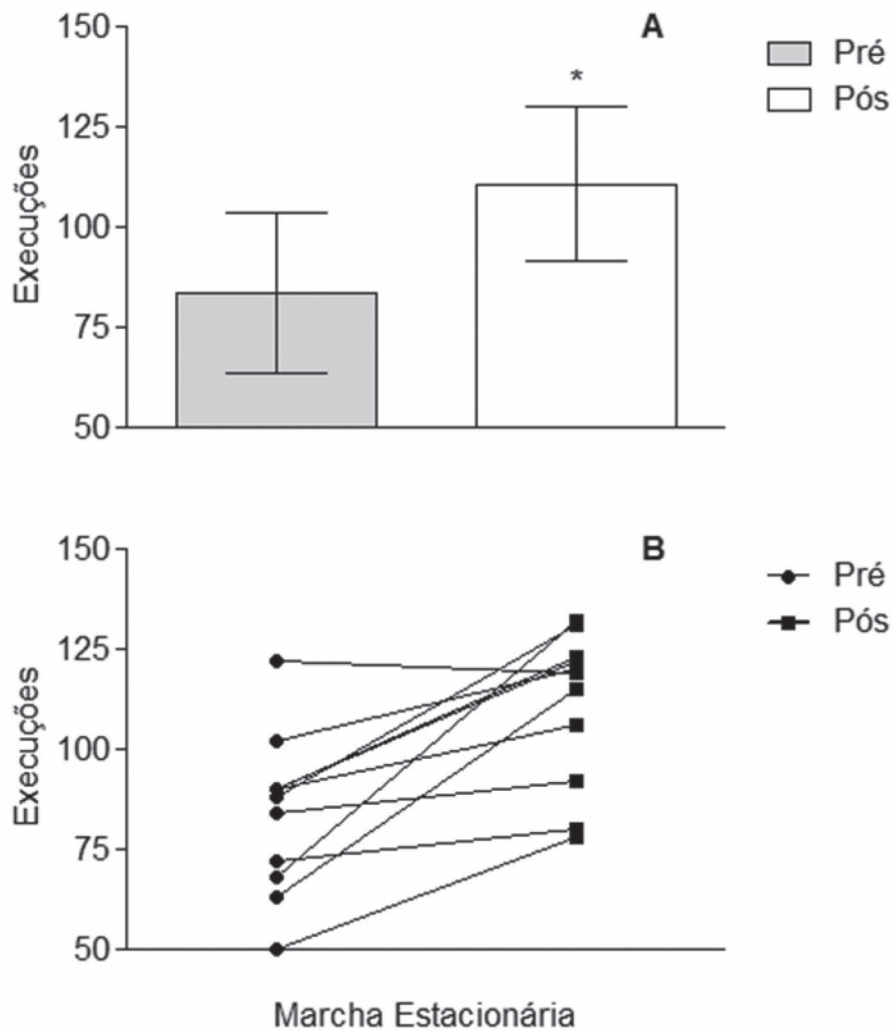 A
Pré
Pós
*
Execuções
150
125
100
75
50
B
Pré
Pós
Execuções
150
125
100
75
50
Marcha Estacionária